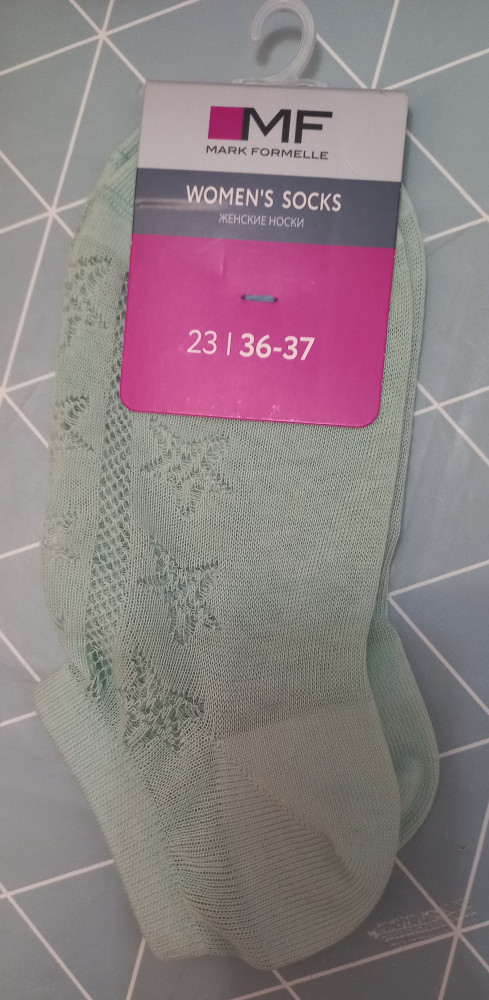 MF
MARK FORMELLE
WOMEN'S SOCKS
ЖЕНСКИЕ НОСКИ
23 | 36-37